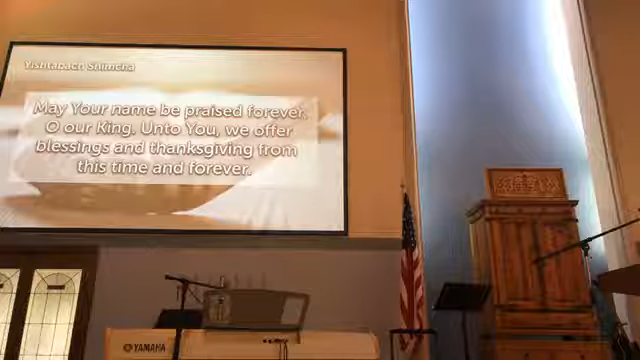 Yishtabach Shimcha
May Your name be praised forever,
O our King. Unto You, we offer
blessings and thanksgiving from
this time and forever.
YAMAHA